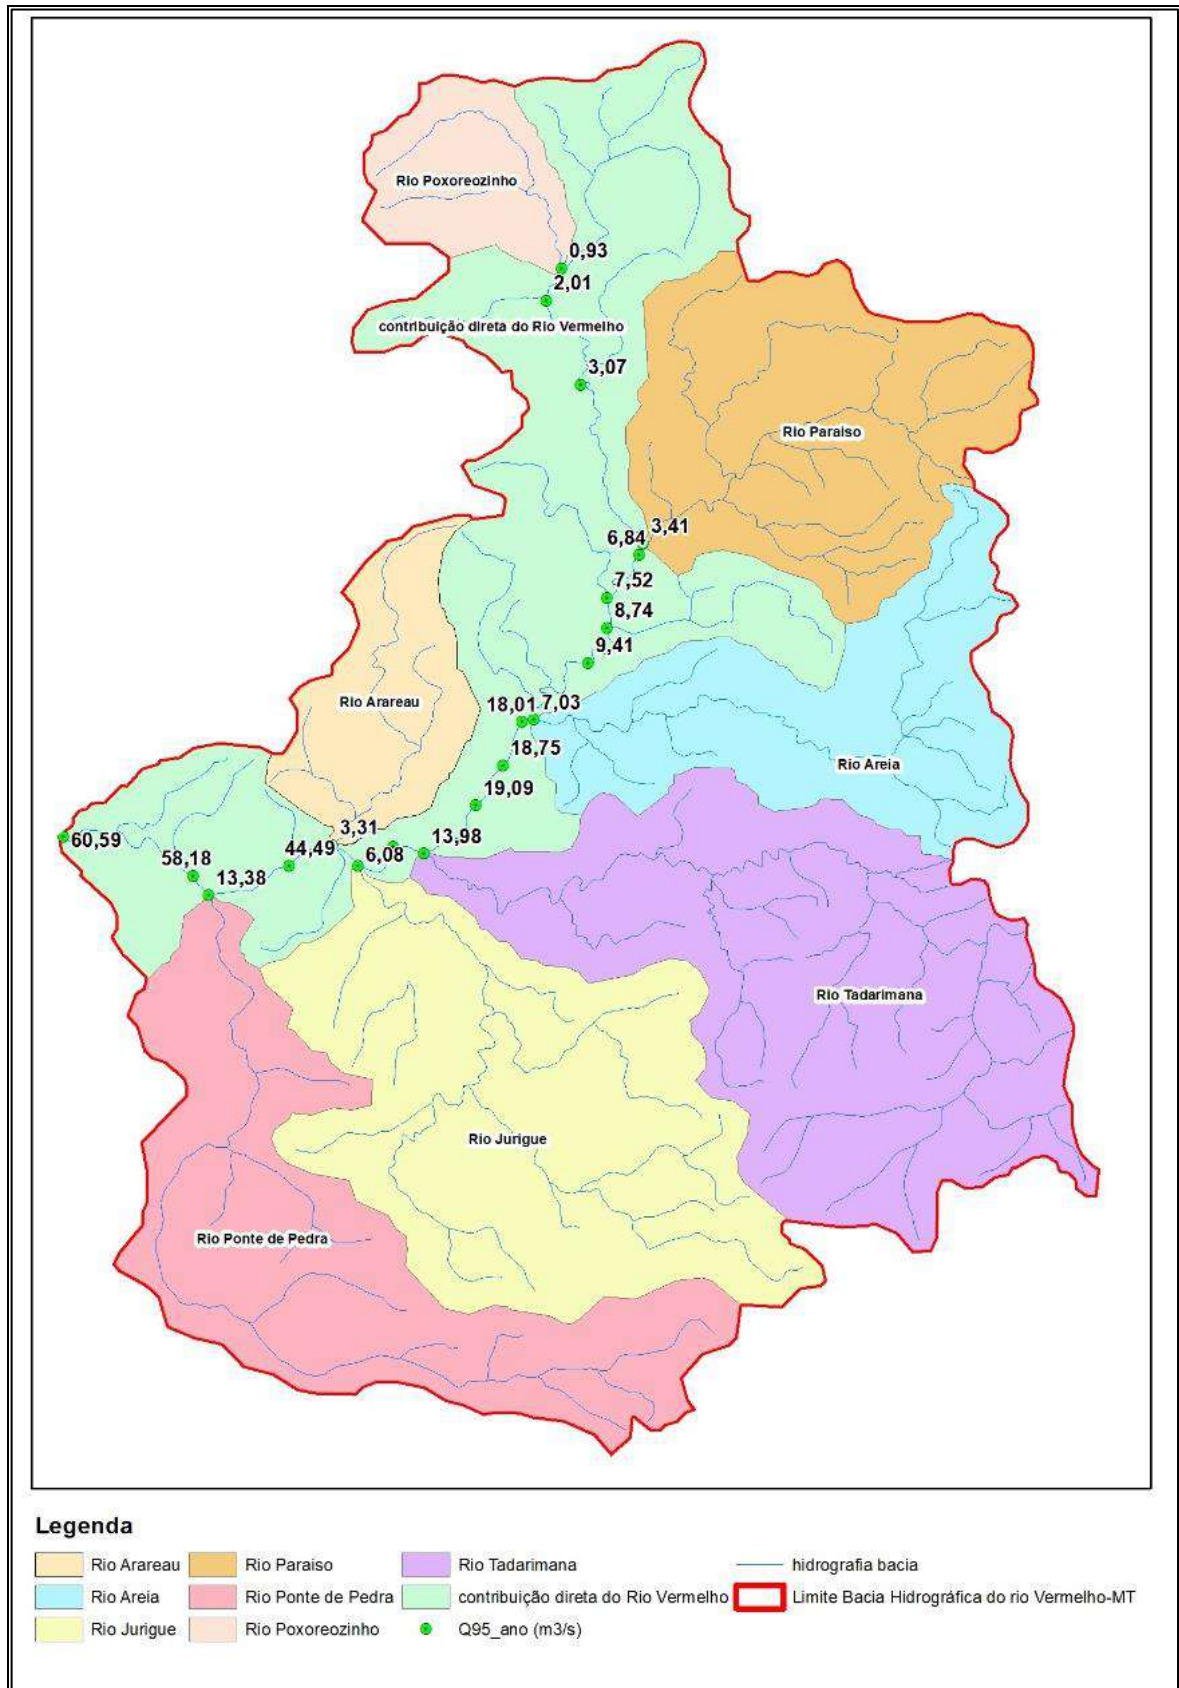 Rio Poxoreozinho
0,93
2,01
contribuição direta do Rio Vermelho
3,07
Rio Paraiso
3,41
6,84
7,52
8,74
9,41
Rio Arareau
18,01
7,03
18,75
Rio Areia
19,09
3,31
13,98
60,59
44,49
6,08
58,18
13,38
Rio Tadarimana
Rio Jurigue
Rio Ponte de Pedra
Legenda
Rio Arareau
Rio Paraiso
Rio Tadarimana
hidrografia bacia
Rio Areia
Rio Ponte de Pedra
contribuição direta do Rio Vermelho
Limite Bacia Hidrográfica do rio Vermelho-MT
Rio Jurigue
Rio Poxoreozinho
Q95_ano (m3/s)